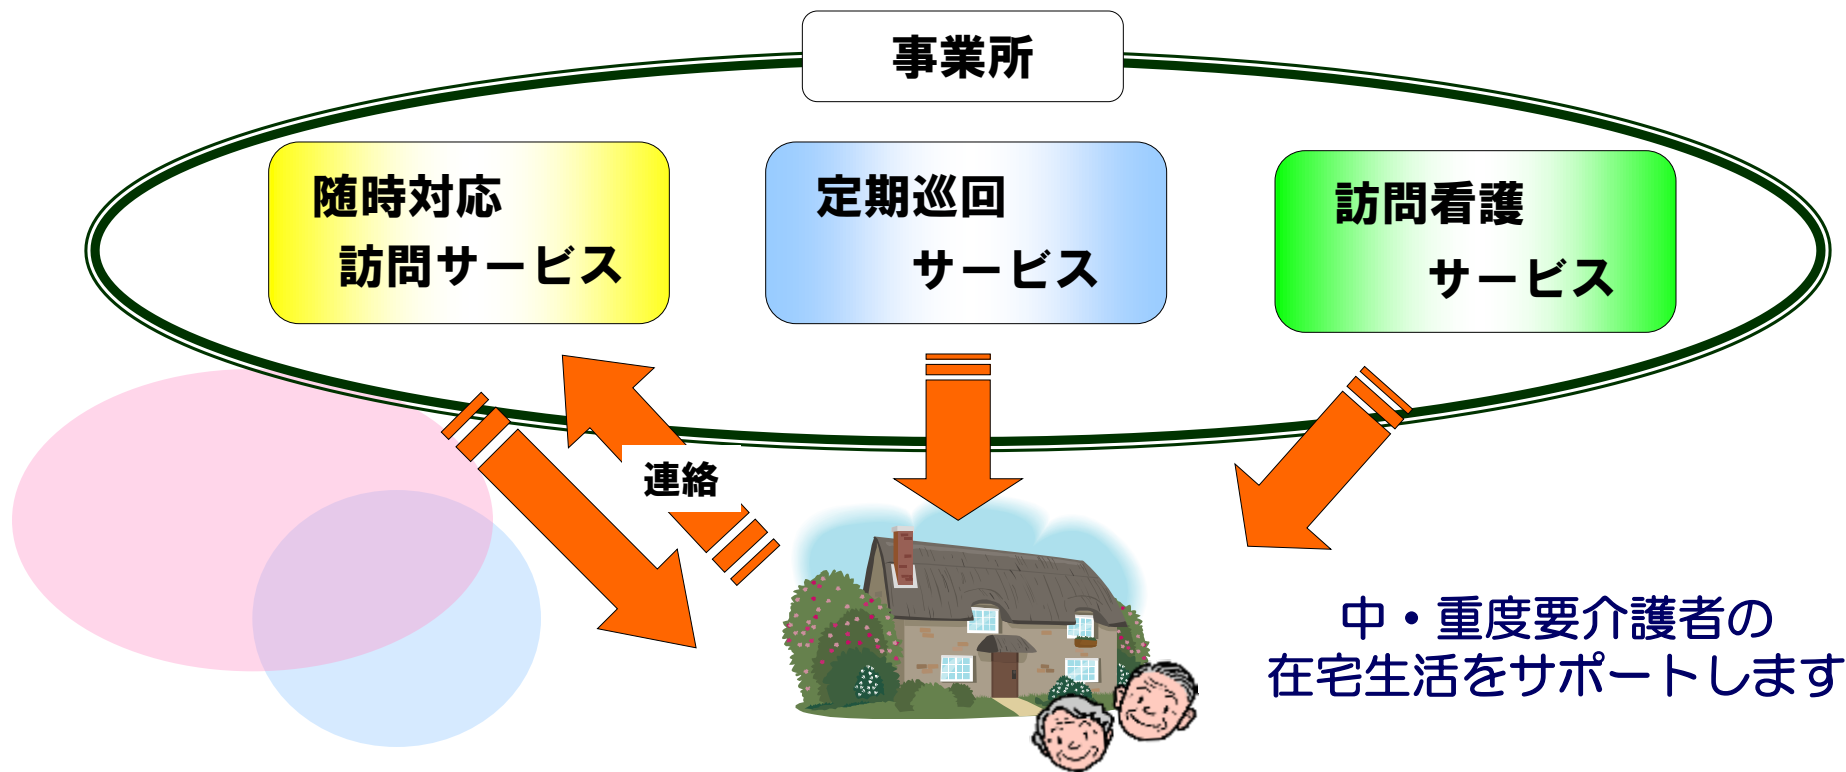 事業所
随時対応
訪問サービス
定期巡回
サービス
訪問看護
サービス
連絡
中・重度要介護者の
在宅生活をサポートします